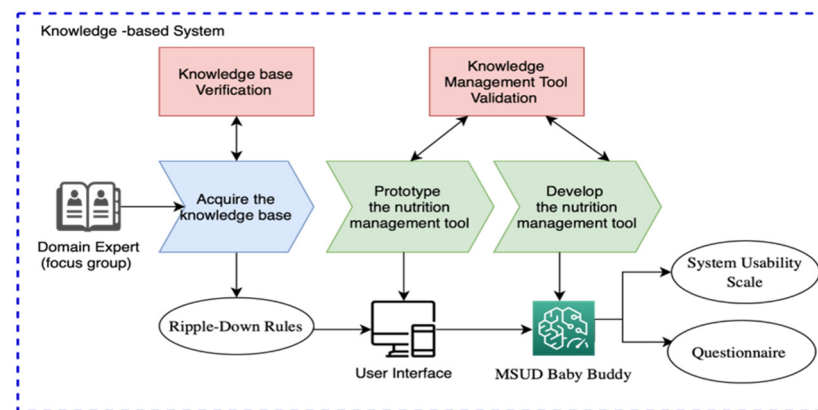 Knowledge -based System
Knowledge base
Verification
Knowledge
Management Tool
Validation
Acquire the
knowledge base
Prototype
the nutrition
management tool
Develop
the nutrition
management tool
Domain Expert
(focus group)
System Usability
Scale
Ripple-Down Rules
User Interface
MSUD Baby Buddy
Questionnaire